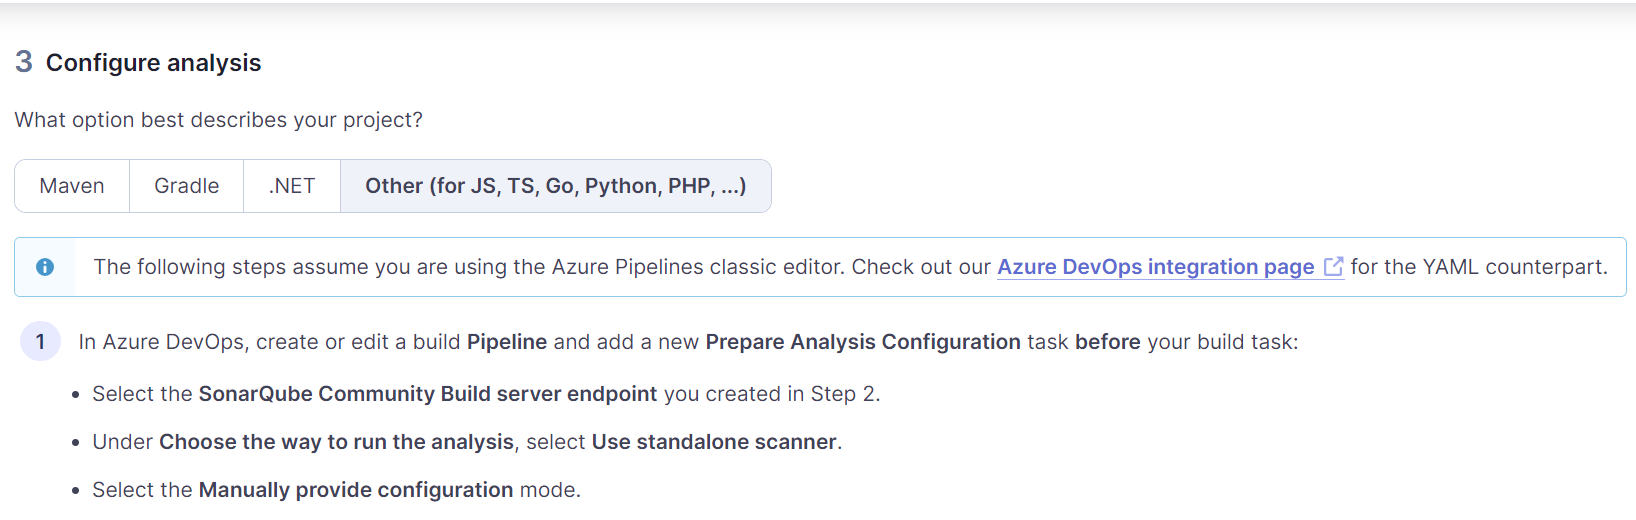 3 Configure analysis
What option best describes your project?
Maven Gradle .NET Other (for JS, TS, Go, Python, PHP, ...)
The following steps assume you are using the Azure Pipelines classic editor. Check out our Azure DevOps integration page for the YAML counterpart.
1 In Azure DevOps, create or edit a build Pipeline and add a new Prepare Analysis Configuration task before your build task:
• Select the SonarQube Community Build server endpoint you created in Step 2.
• Under Choose the way to run the analysis, select Use standalone scanner.
• Select the Manually provide configuration mode.